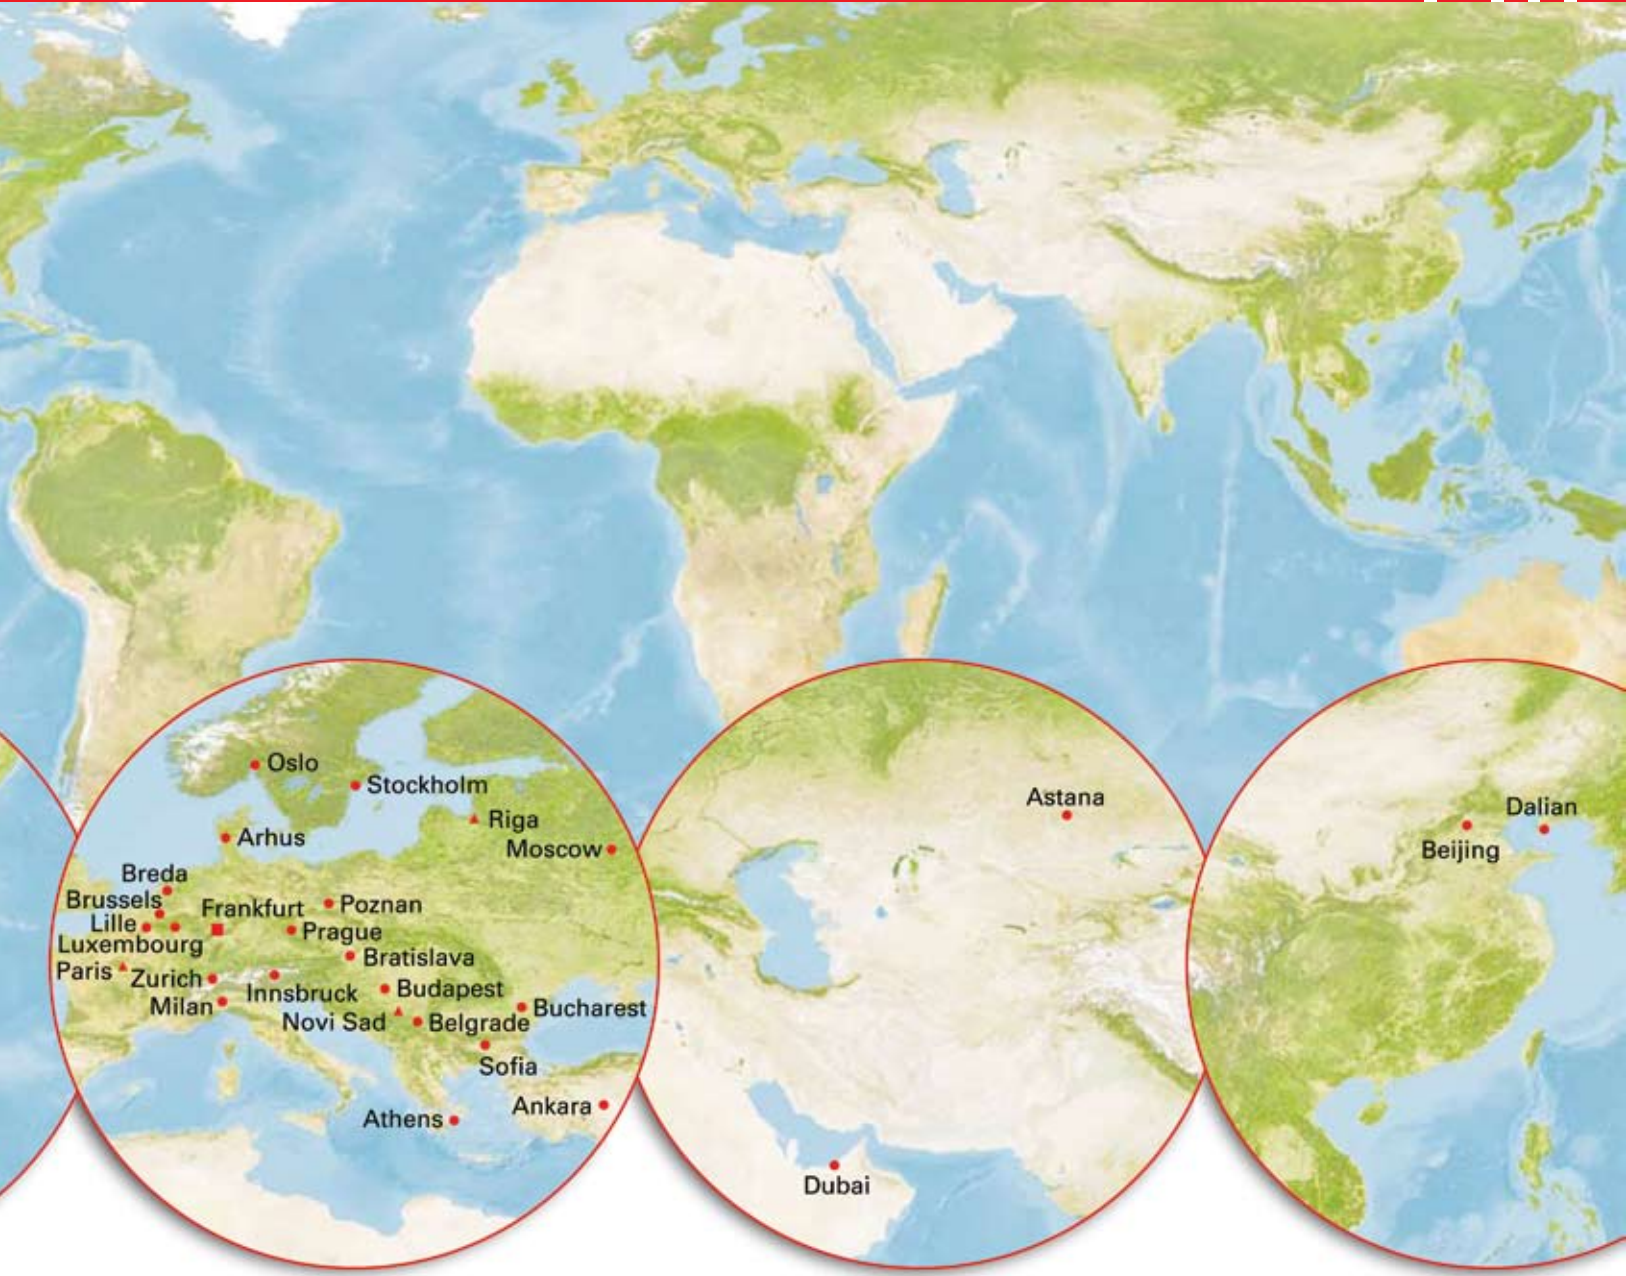 Oslo
Stockholm
Riga
Moscow
Arhus
Breda
Brussels
Lille
Frankfurt
Poznan
Prague
Luxembourg
Bratislava
Paris
Zurich
Innsbruck
Budapest
Milan
Novi Sad
Belgrade
Bucharest
Sofia
Ankara
Athens
Astana
Dubai
Dalian
Beijing